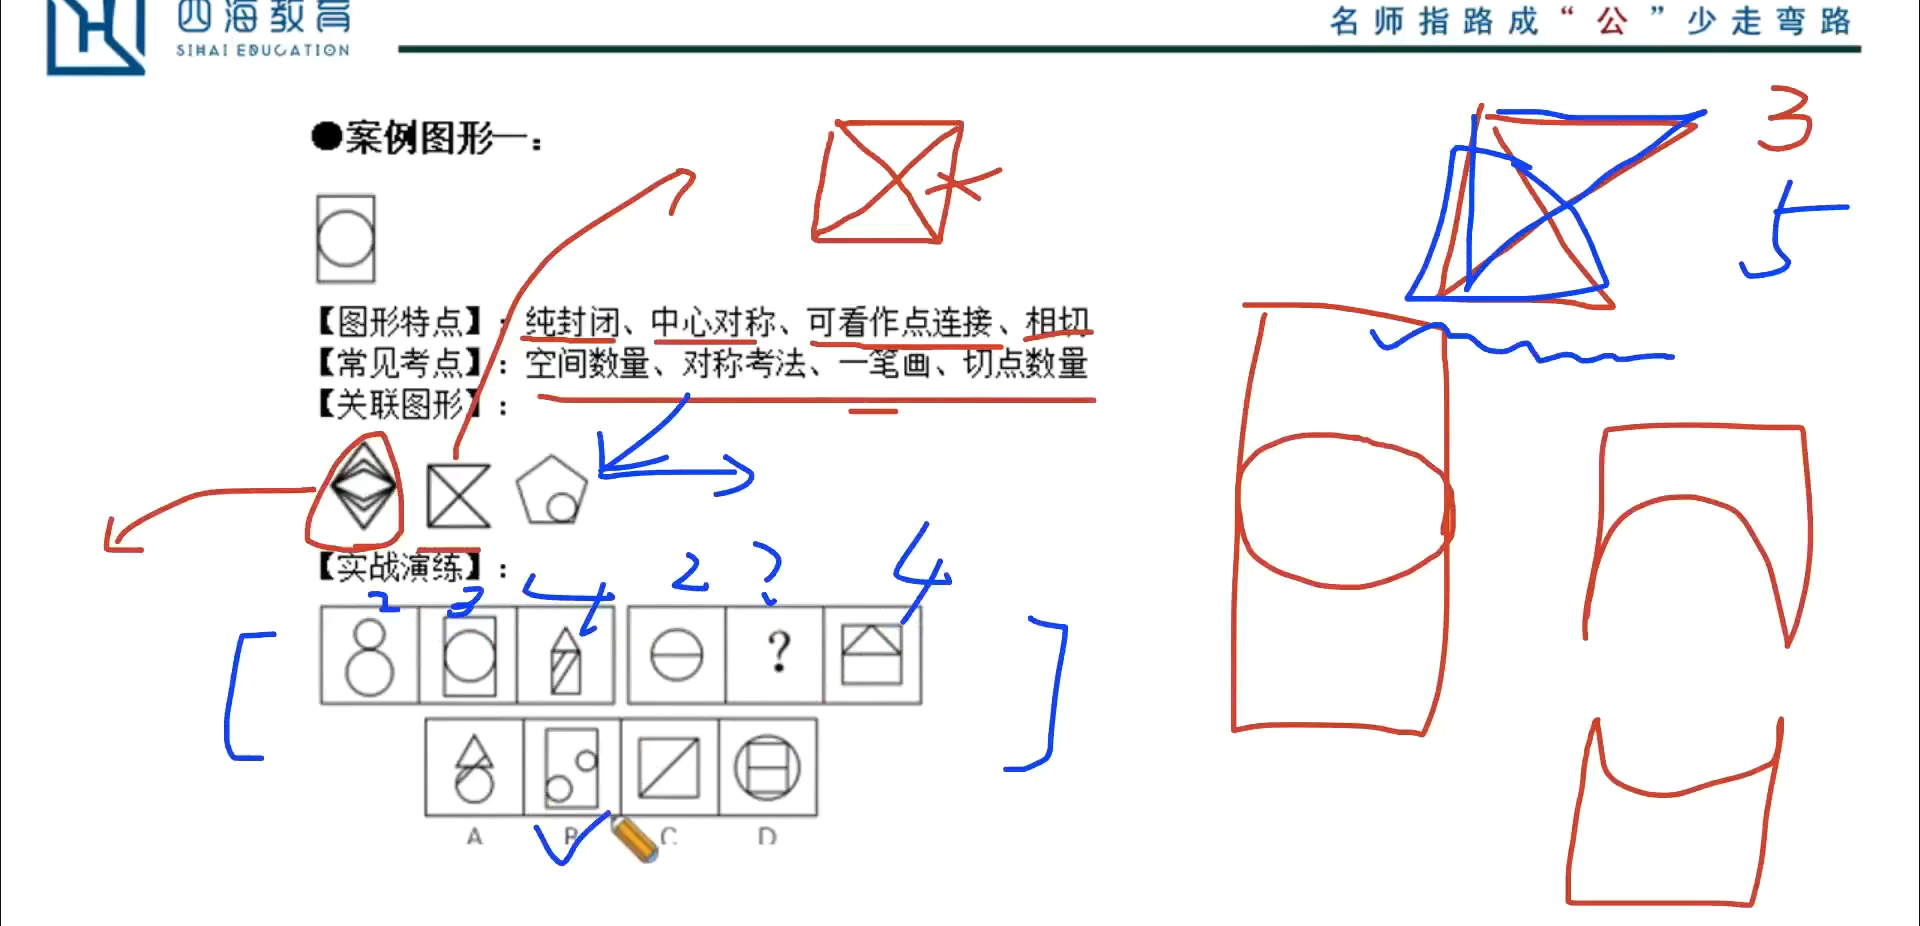 四海教育
SIHAI EDUCATION
名师指路成“公”少走弯路
●案例图形一：
3
5
【图形特点】：纯封闭、中心对称、可看作点连接、相切
【常见考点】：空间数量、对称考法、一笔画、切点数量
【关联图形】：
【实战演练】：
2 3 4 2 ? 4
?
A B C D